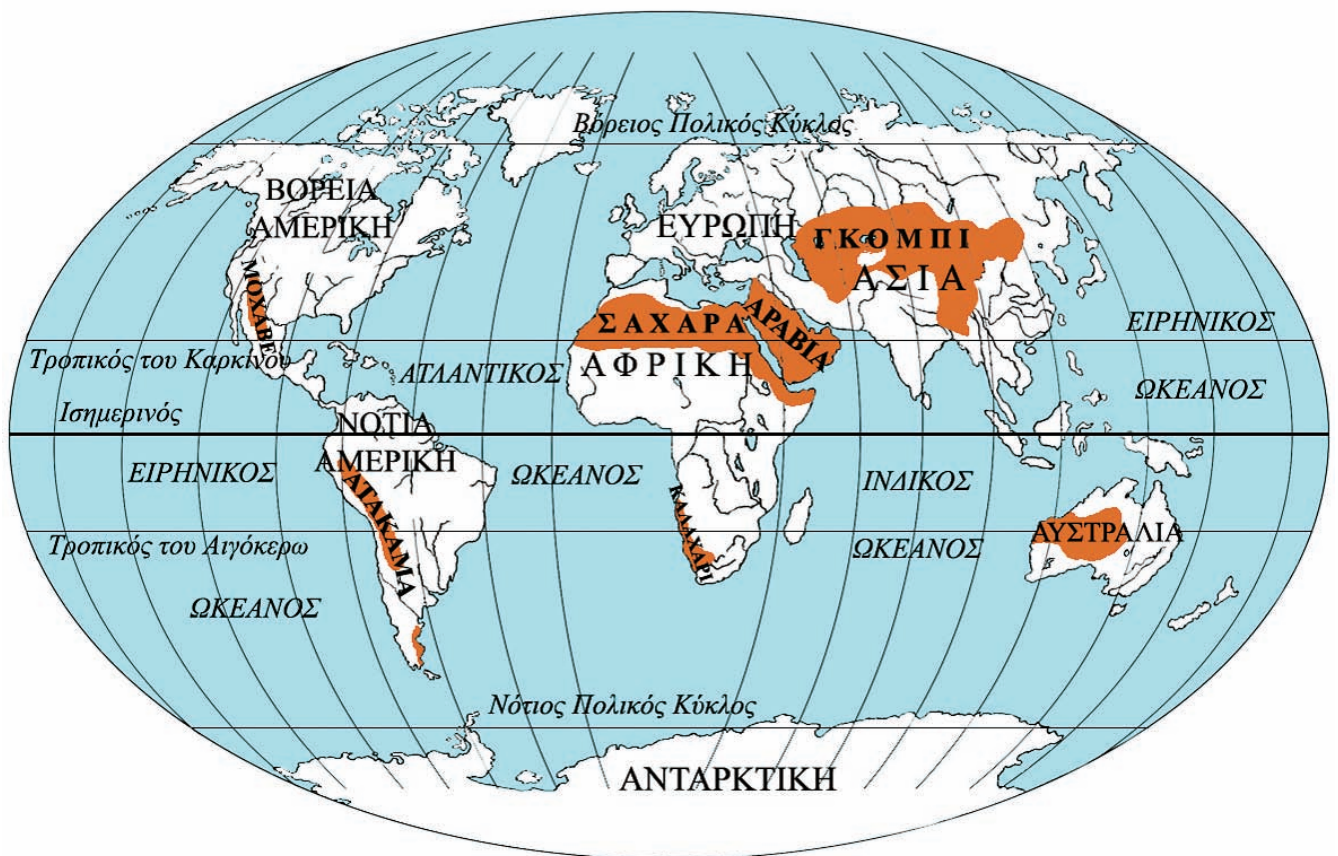 Βόρειος Πολικός Κύκλος
ΒΟΡΕΙΑ
ΑΜΕΡΙΚΗ
ΕΥΡΩΠΗ
ΓΚΟΜΠΙ
ΑΣΙΑ
ΜΟΧΑΒΕ
ΣΑΧΑΡΑ
ΑΡΑΒΙΑ
ΕΙΡΗΝΙΚΟΣ
Τροπικός του Καρκίνου
ΑΤΛΑΝΤΙΚΟΣ
ΑΦΡΙΚΗ
ΩΚΕΑΝΟΣ
Ισημερινός
ΝΟΤΙΑ
ΑΜΕΡΙΚΗ
ΕΙΡΗΝΙΚΟΣ
ΩΚΕΑΝΟΣ
ΙΝΔΙΚΟΣ
ΑΤΑΚΑΜΑ
ΚΑΛΑΧΑΡΙ
ΑΥΣΤΡΑΛΙΑ
Τροπικός του Αιγόκερω
ΩΚΕΑΝΟΣ
ΩΚΕΑΝΟΣ
Νότιος Πολικός Κύκλος
ΑΝΤΑΡΚΤΙΚΗ